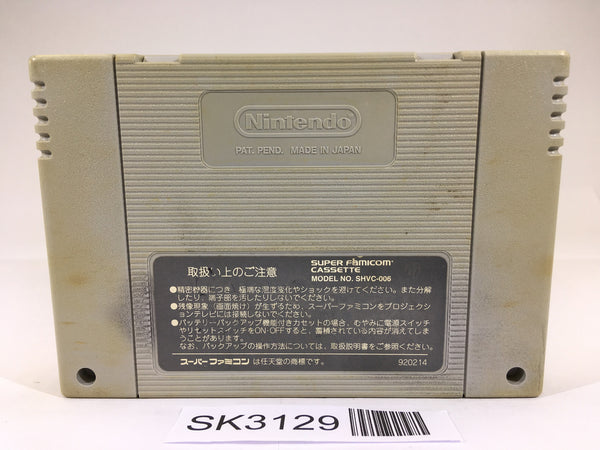 Nintendo
PAT. PEND. MADE IN JAPAN
取扱い上のご注意
SUPER FAMICOM
CASSETTE
MODEL NO. SHVC-006
●精密機器につき、極端な温度変化やショックを避けてください。また分解
したり、端子部を汚したりしないでください。
●残像現象（画面焼け）が生ずるため、スーパーファミコンをプロジェクシ
ョンテレビには接続しないでください。
●バッテリーバックアップ機能付きカセットの場合、むやみに電源スイッチ
やリセットスイッチをON・OFFすると、蓄積されている内容が消えてしま
うことがあります。
なお、バックアップの操作方法については、取扱説明書をご参照ください。
スーパーファミコン は任天堂の商標です。
920214
SK3129